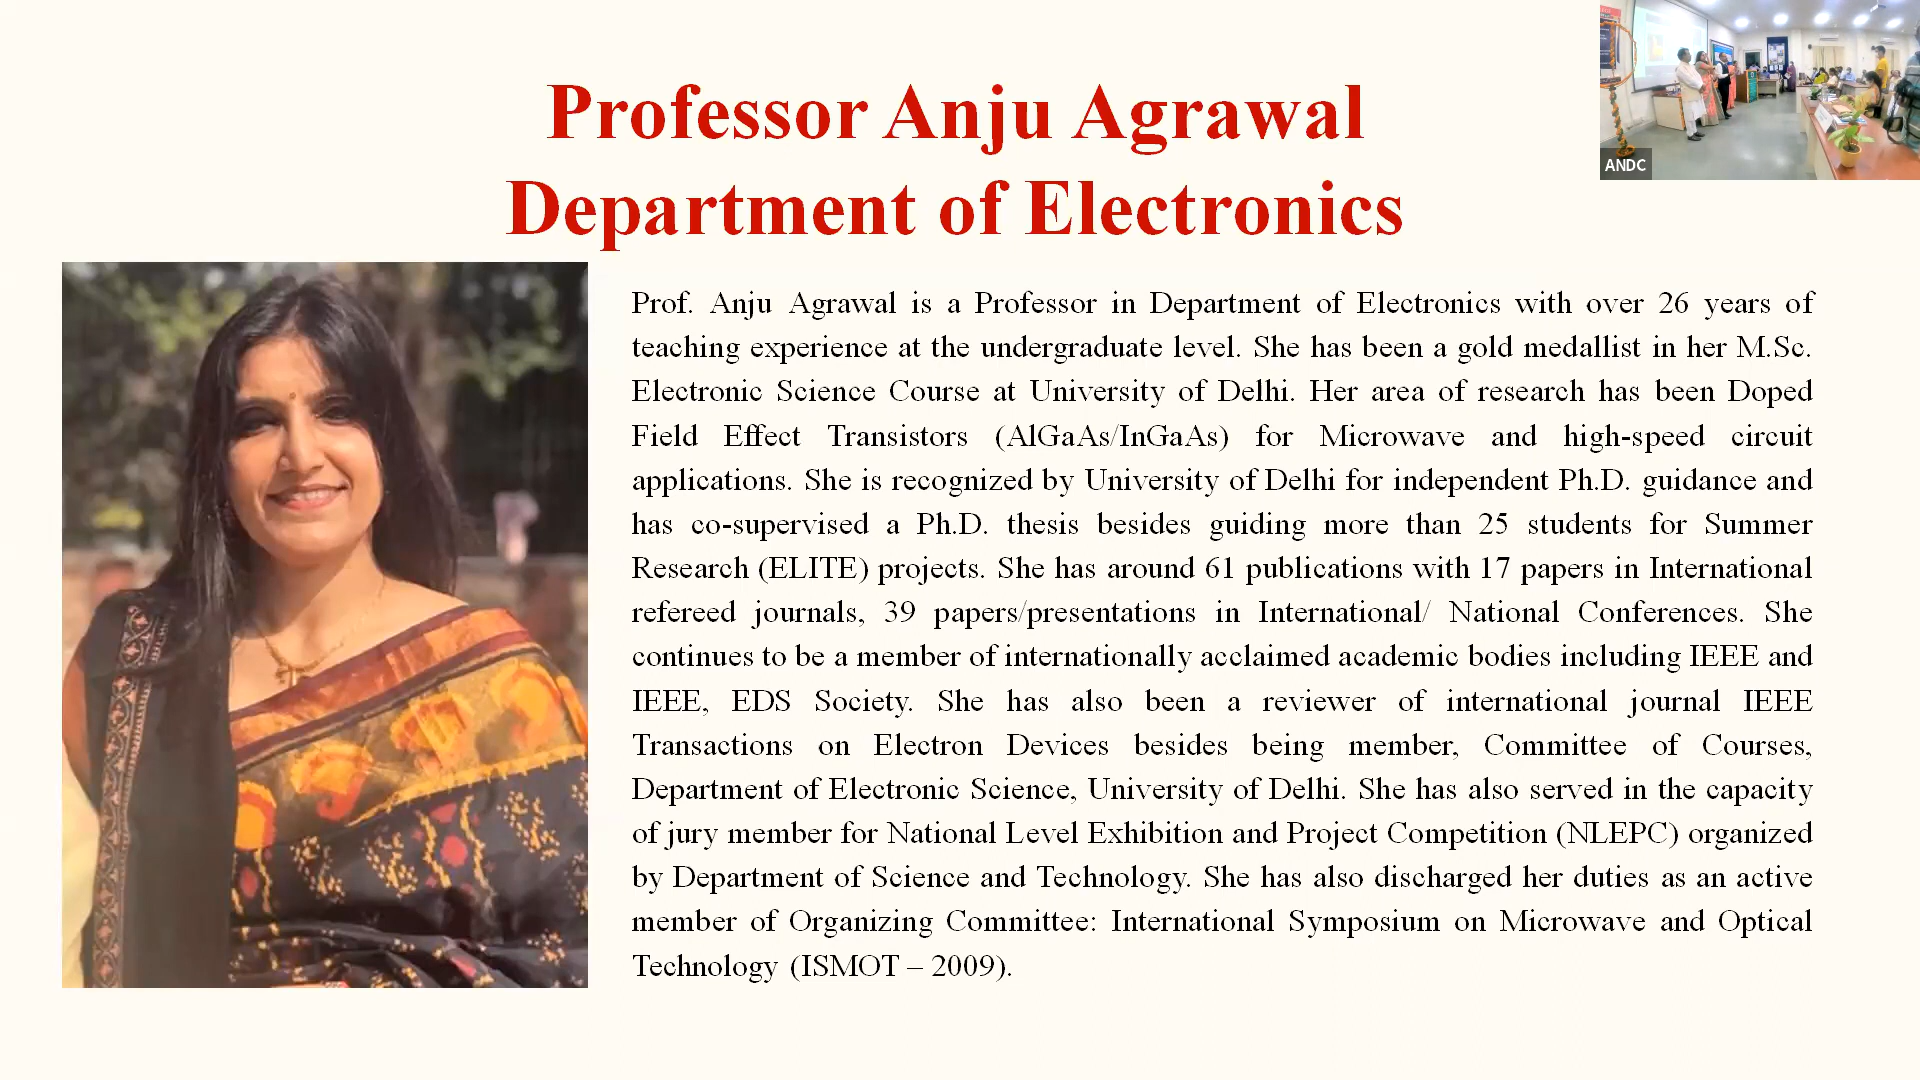 Professor Anju Agrawal
Department of Electronics
ANDC
Prof. Anju Agrawal is a Professor in Department of Electronics with over 26 years of
teaching experience at the undergraduate level. She has been a gold medallist in her M.Sc.
Electronic Science Course at University of Delhi. Her area of research has been Doped
Field Effect Transistors (AlGaAs/InGaAs) for Microwave and high-speed circuit
applications. She is recognized by University of Delhi for independent Ph.D. guidance and
has co-supervised a Ph.D. thesis besides guiding more than 25 students for Summer
Research (ELITE) projects. She has around 61 publications with 17 papers in International
refereed journals, 39 papers/presentations in International/ National Conferences. She
continues to be a member of internationally acclaimed academic bodies including IEEE and
IEEE, EDS Society. She has also been a reviewer of international journal IEEE
Transactions on Electron Devices besides being member, Committee of Courses,
Department of Electronic Science, University of Delhi. She has also served in the capacity
of jury member for National Level Exhibition and Project Competition (NLEPC) organized
by Department of Science and Technology. She has also discharged her duties as an active
member of Organizing Committee: International Symposium on Microwave and Optical
Technology (ISMOT – 2009).